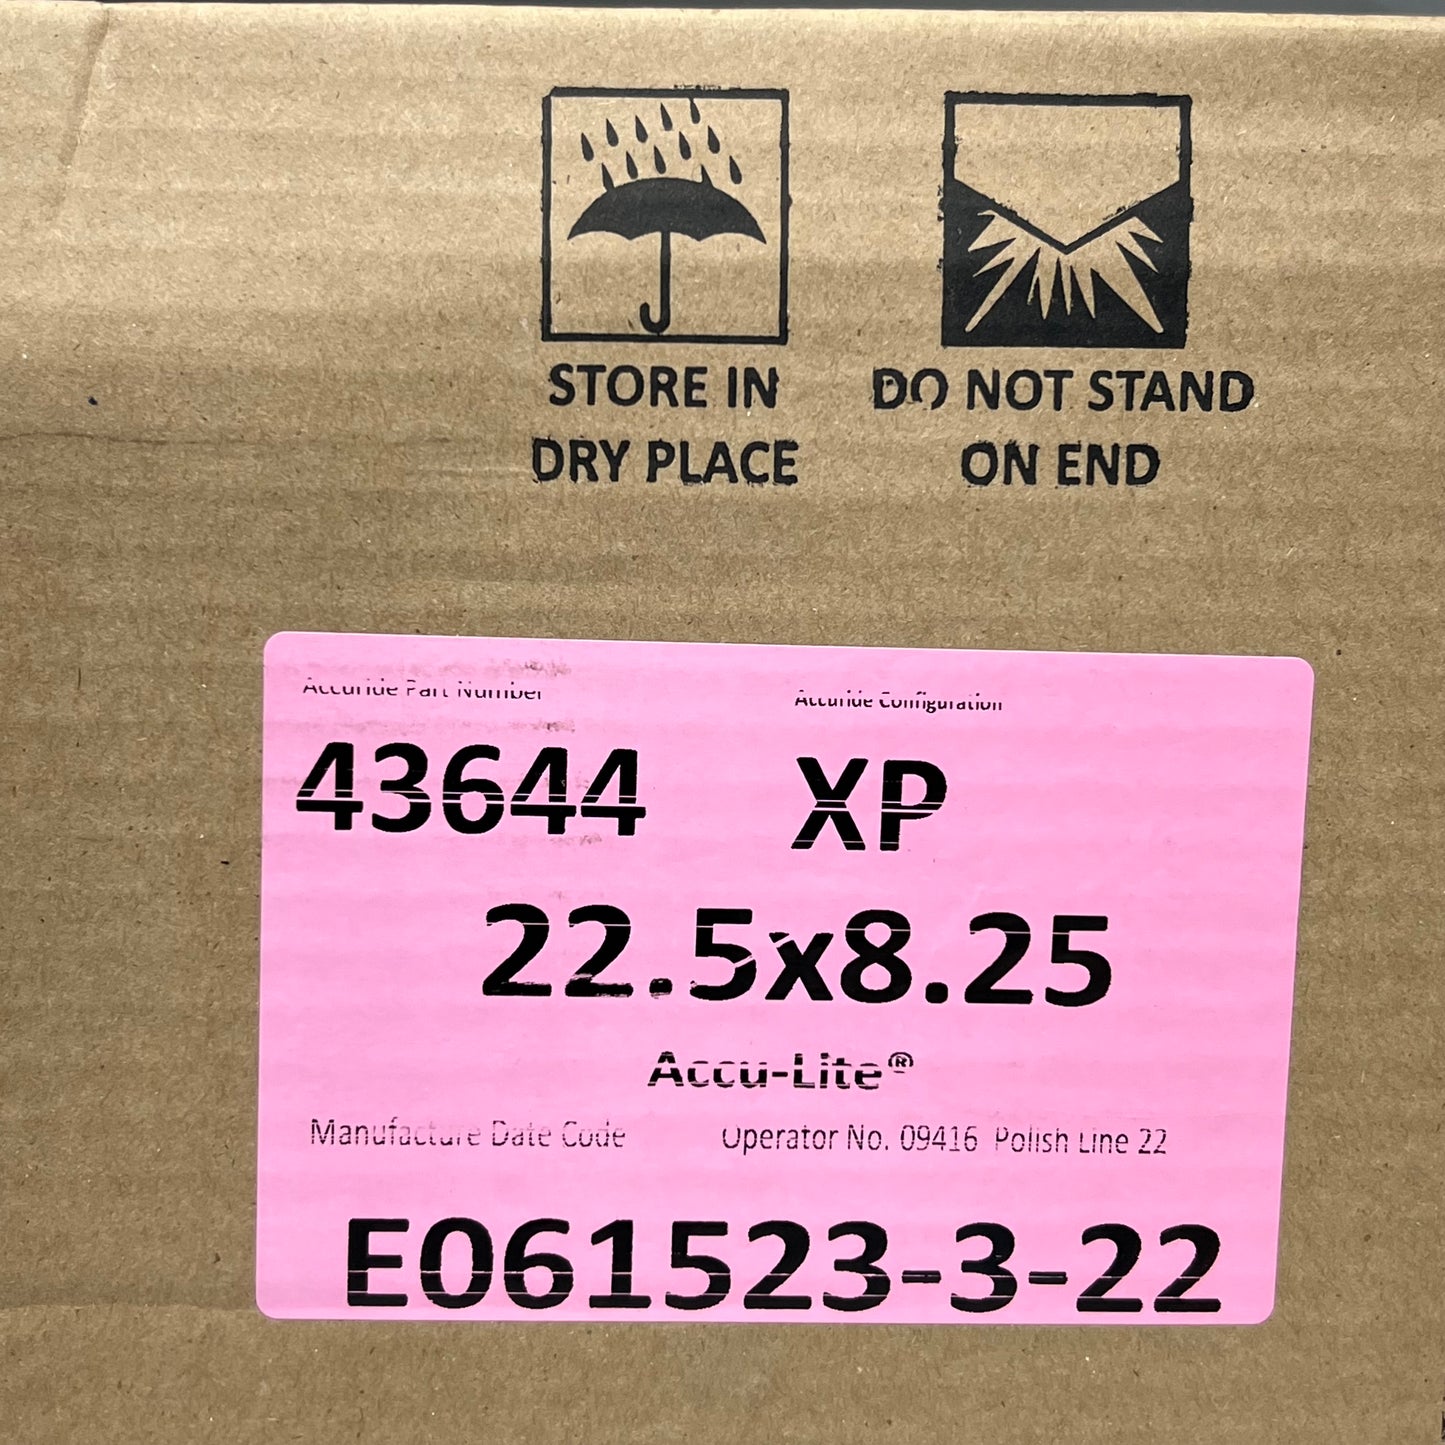 STORE IN
DRY PLACE
DO NOT STAND
ON END
Accuride Part Number
Accuride Configuration
43644
XP
22.5x8.25
Accu-Lite®
Manufacture Date Code
Operator No. 09416 Polish Line 22
E061523-3-22